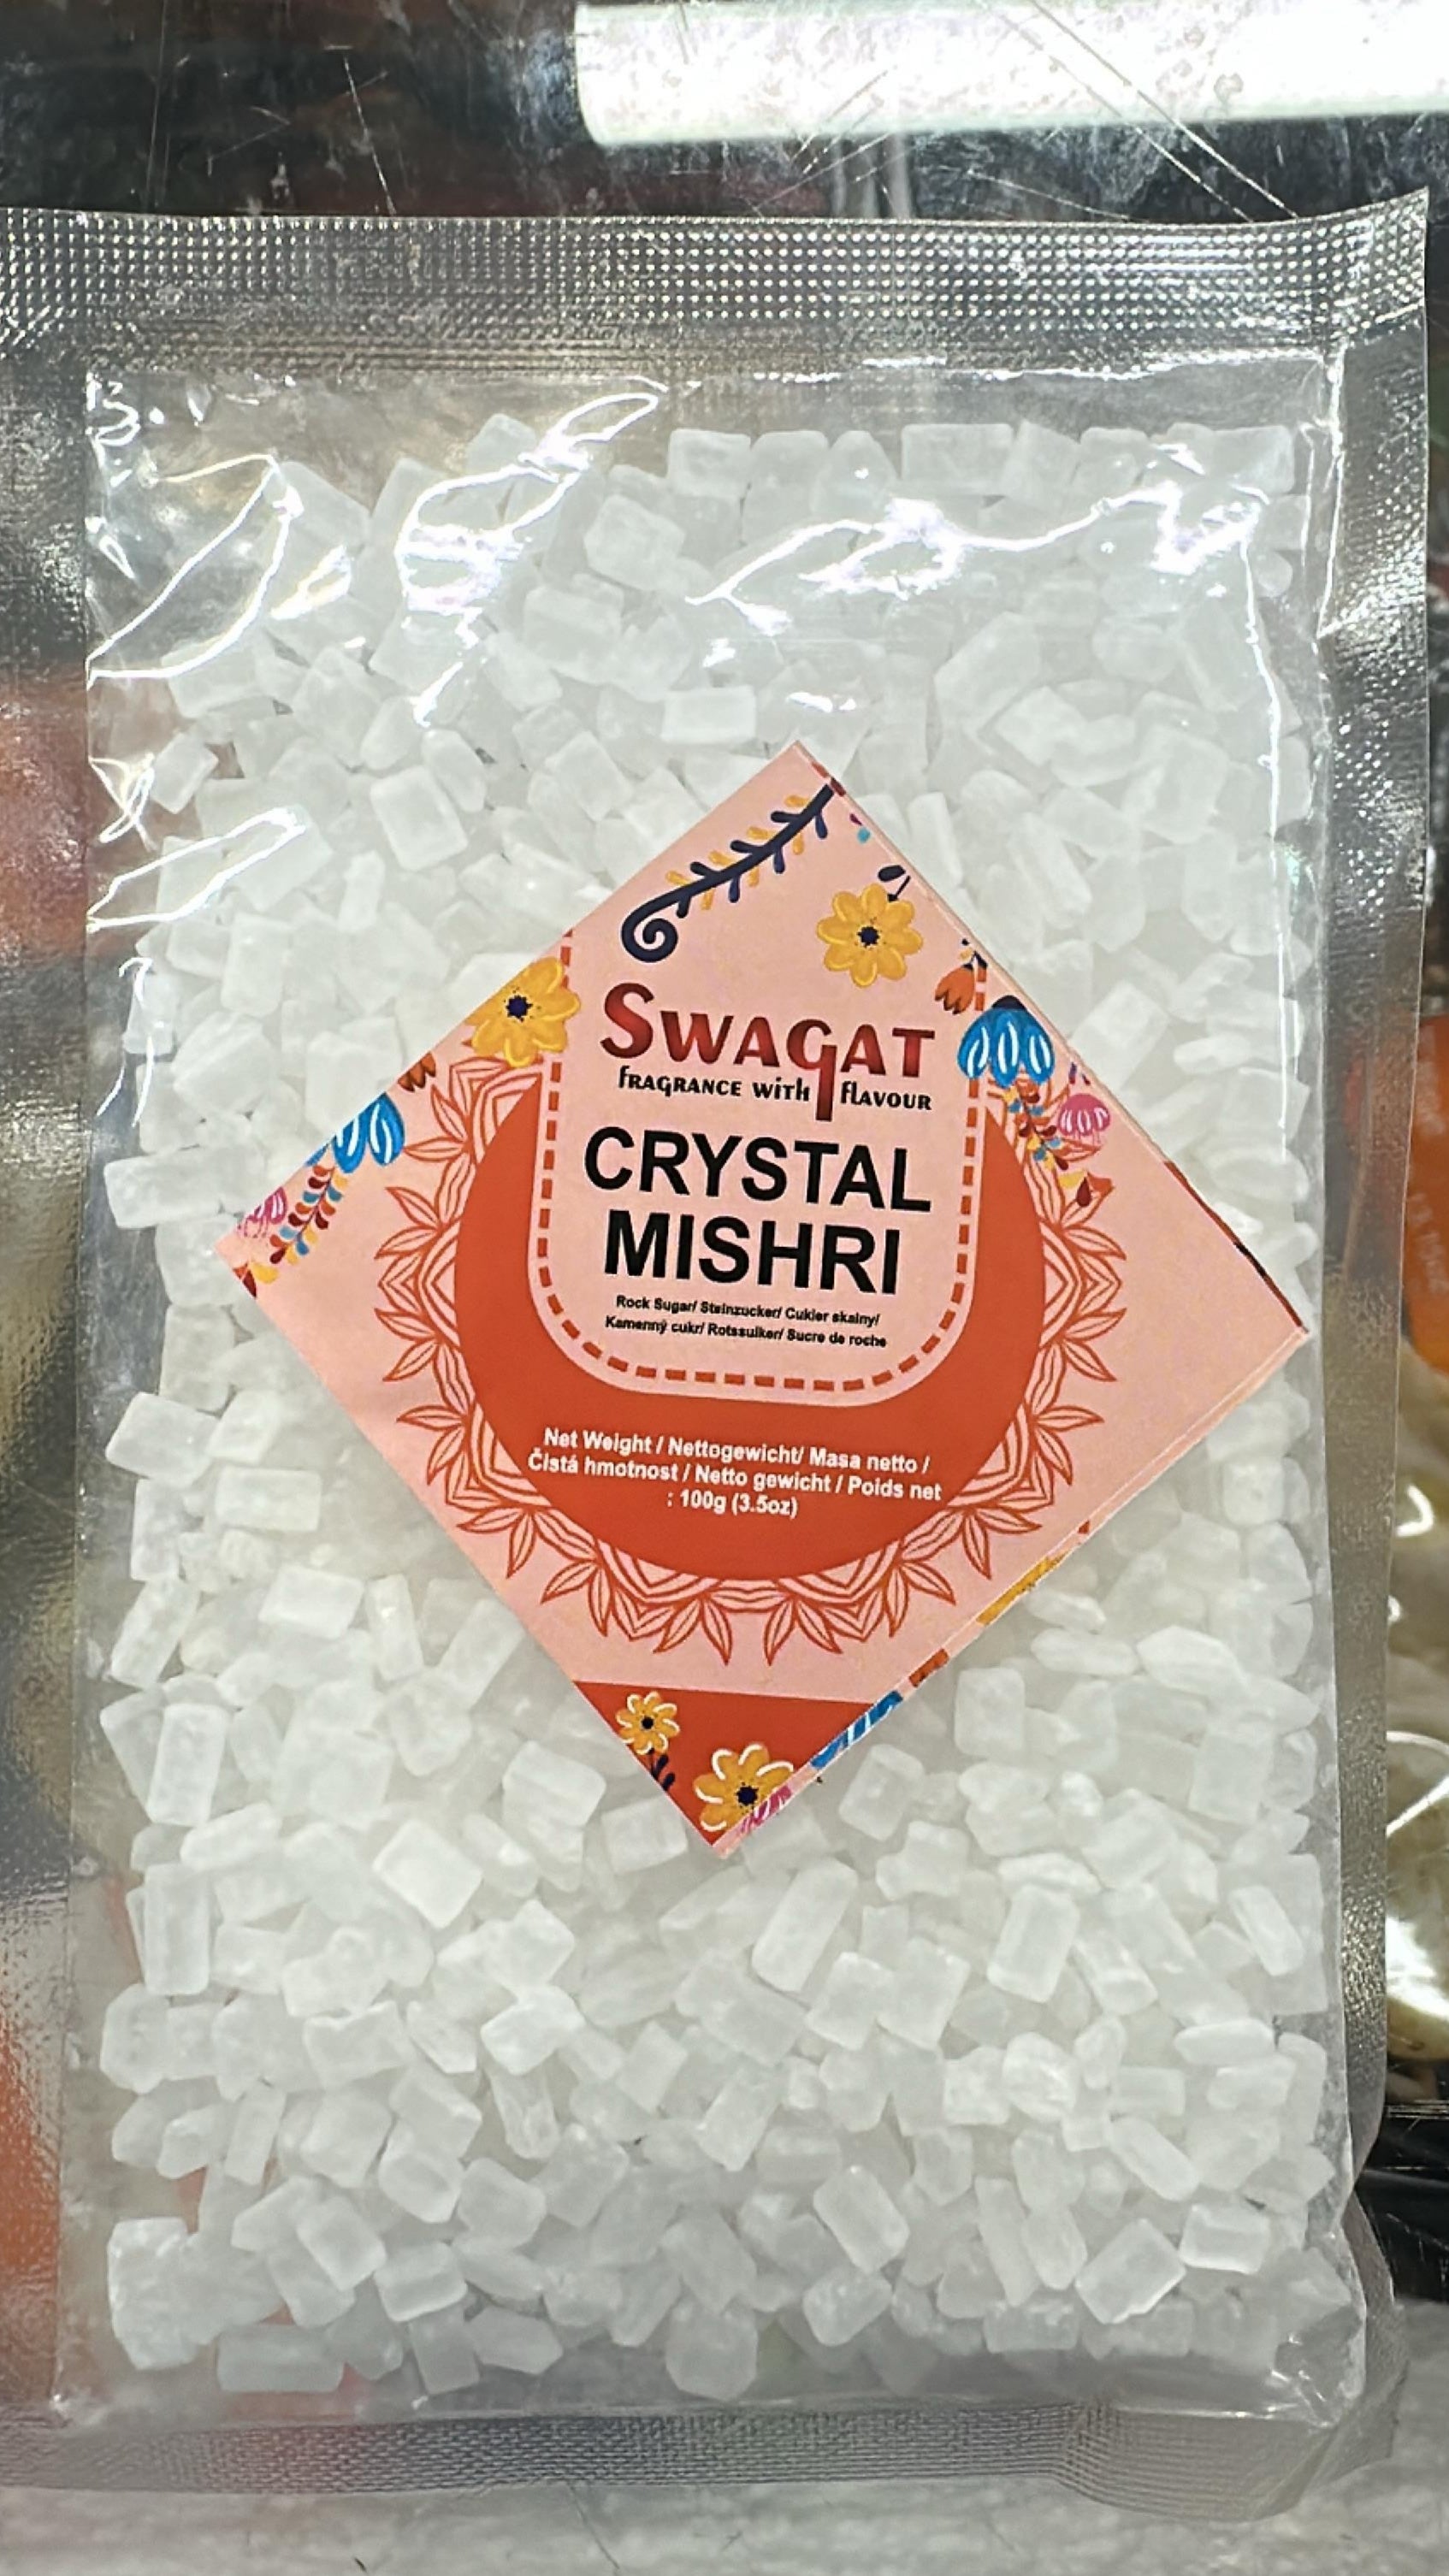 SWAGAT
FRAGRANCE WITH FLAVOUR
CRYSTAL
MISHRI
Rock Sugar/ Steinzucker/ Cukier skalny/
Kamenný cukr/ Rotssuiker/ Sucre de roche
Net Weight / Nettogewicht/ Masa netto /
Čistá hmotnost / Netto gewicht / Poids net
: 100g (3.5oz)